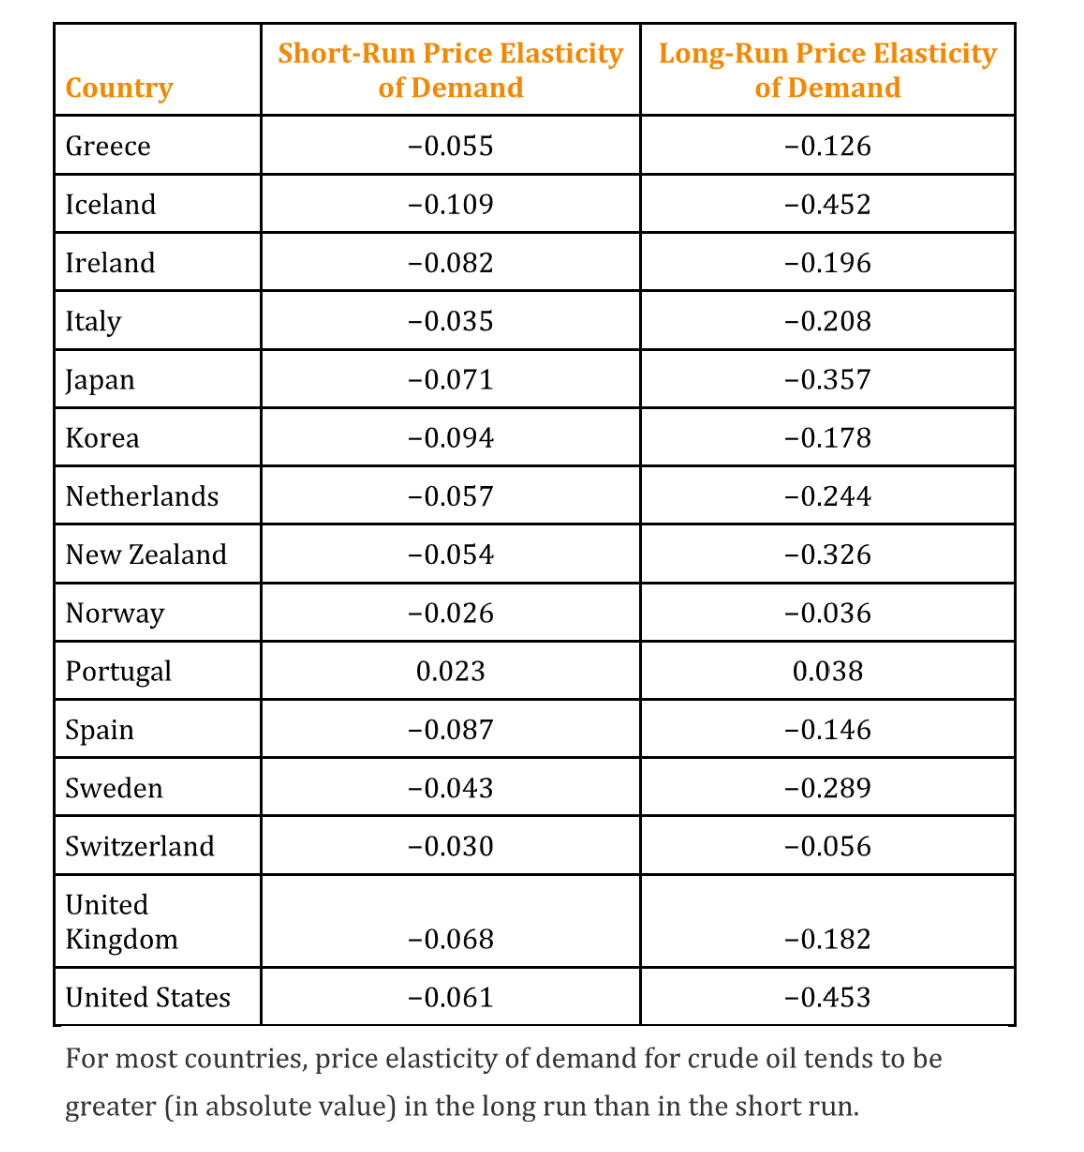 Country Short-Run Price Elasticity of Demand Long-Run Price Elasticity of Demand
Greece −0.055 −0.126
Iceland −0.109 −0.452
Ireland −0.082 −0.196
Italy −0.035 −0.208
Japan −0.071 −0.357
Korea −0.094 −0.178
Netherlands −0.057 −0.244
New Zealand −0.054 −0.326
Norway −0.026 −0.036
Portugal 0.023 0.038
Spain −0.087 −0.146
Sweden −0.043 −0.289
Switzerland −0.030 −0.056
United
Kingdom −0.068 −0.182
United States −0.061 −0.453
For most countries, price elasticity of demand for crude oil tends to be
greater (in absolute value) in the long run than in the short run.